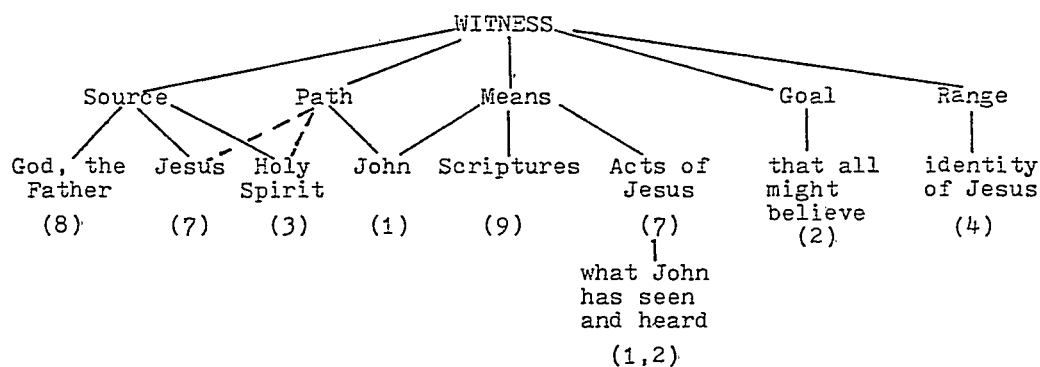 WITNESS
Source Path Means Goal Range
God, the Jesus Holy John Scriptures Acts of that all identity
Father Spirit Jesus might of Jesus
believe
(8) (7) (3) (1) (9) (7) (2) (4)
what John
has seen
and heard
(1,2)